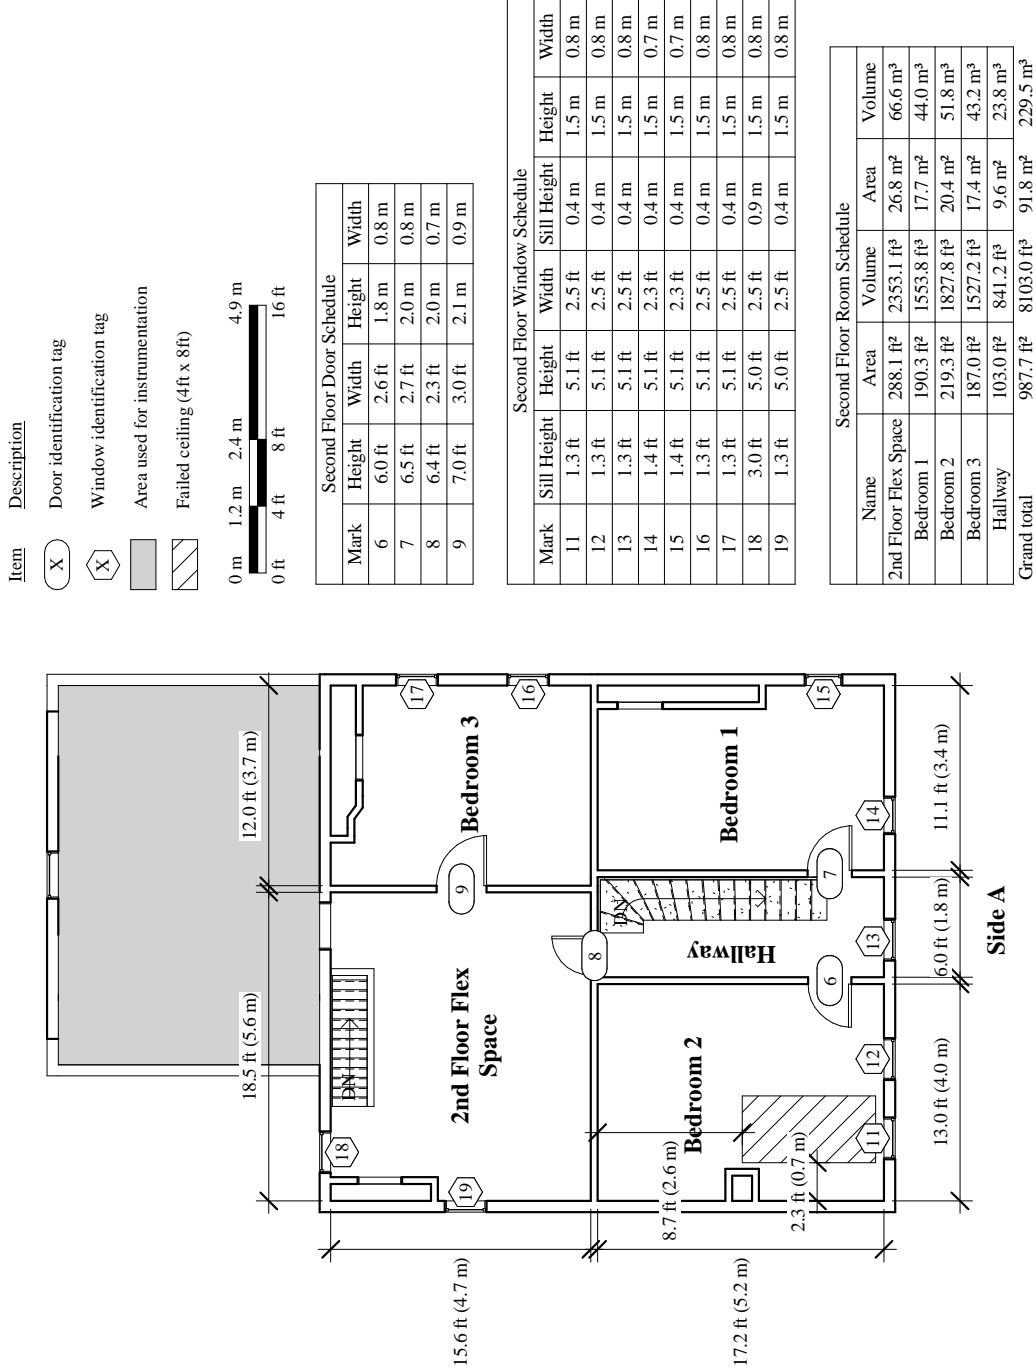 Item Description
X Door identification tag
X Window identification tag
Area used for instrumentation
Failed ceiling (4ft x 8ft)
0 m 1.2 m 2.4 m 4.9 m
0 ft 4 ft 8 ft 16 ft
Second Floor Door Schedule
Mark Height Width Height Width
6 6.0 ft 2.6 ft 1.8 m 0.8 m
7 6.5 ft 2.7 ft 2.0 m 0.8 m
8 6.4 ft 2.3 ft 2.0 m 0.7 m
9 7.0 ft 3.0 ft 2.1 m 0.9 m
Second Floor Window Schedule
Mark Sill Height Height Width Sill Height Height Width
11 1.3 ft 5.1 ft 2.5 ft 0.4 m 1.5 m 0.8 m
12 1.3 ft 5.1 ft 2.5 ft 0.4 m 1.5 m 0.8 m
13 1.3 ft 5.1 ft 2.5 ft 0.4 m 1.5 m 0.8 m
14 1.4 ft 5.1 ft 2.3 ft 0.4 m 1.5 m 0.7 m
15 1.4 ft 5.1 ft 2.3 ft 0.4 m 1.5 m 0.7 m
16 1.3 ft 5.1 ft 2.5 ft 0.4 m 1.5 m 0.8 m
17 1.3 ft 5.1 ft 2.5 ft 0.4 m 1.5 m 0.8 m
18 3.0 ft 5.0 ft 2.5 ft 0.9 m 1.5 m 0.8 m
19 1.3 ft 5.0 ft 2.5 ft 0.4 m 1.5 m 0.8 m
Second Floor Room Schedule
Name Area Volume Area Volume
2nd Floor Flex Space 288.1 ft² 2353.1 ft³ 26.8 m² 66.6 m³
Bedroom 1 190.3 ft² 1553.8 ft³ 17.7 m² 44.0 m³
Bedroom 2 219.3 ft² 1827.8 ft³ 20.4 m² 51.8 m³
Bedroom 3 187.0 ft² 1527.2 ft³ 17.4 m² 43.2 m³
Hallway 103.0 ft² 841.2 ft³ 9.6 m² 23.8 m³
Grand total 987.7 ft² 8103.0 ft³ 91.8 m² 229.5 m³
18.5 ft (5.6 m) 12.0 ft (3.7 m)
15.6 ft (4.7 m)
18
DN
17
19
2nd Floor Flex
Space
9
Bedroom 3
16
8
DN
8.7 ft (2.6 m)
Bedroom 2
Hallway
Bedroom 1
17.2 ft (5.2 m)
2.3 ft (0.7 m)
6
7
15
11
12
13
14
13.0 ft (4.0 m) 6.0 ft (1.8 m) 11.1 ft (3.4 m)
Side A